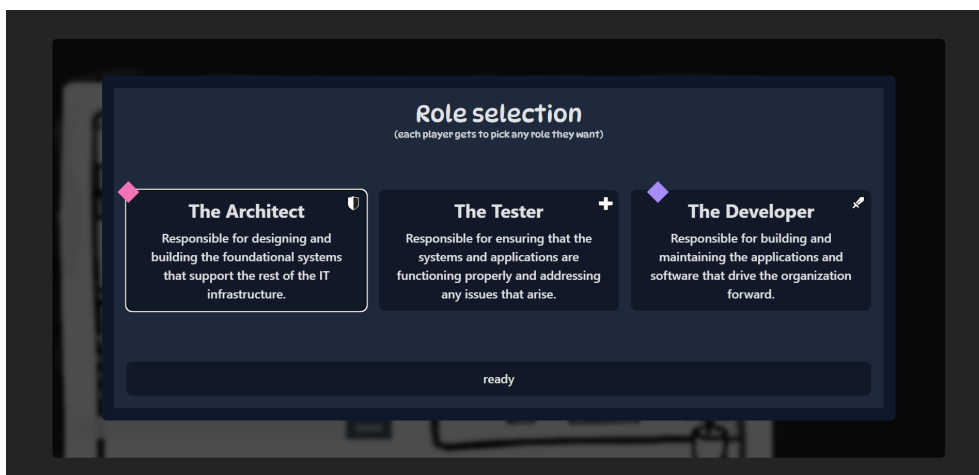 Role selection
(each player gets to pick any role they want)
The Architect
Responsible for designing and
building the foundational systems
that support the rest of the IT
infrastructure.
The Tester
Responsible for ensuring that the
systems and applications are
functioning properly and addressing
any issues that arise.
The Developer
Responsible for building and
maintaining the applications and
software that drive the organization
forward.
ready